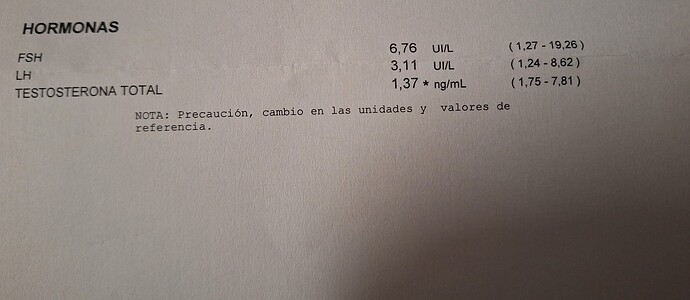 HORMONAS
FSH 6,76 UI/L ( 1,27 - 19,26 )
LH 3,11 UI/L ( 1,24 - 8,62 )
TESTOSTERONA TOTAL 1,37 * ng/mL ( 1,75 - 7,81 )
NOTA: Precaución, cambio en las unidades y valores de
referencia.